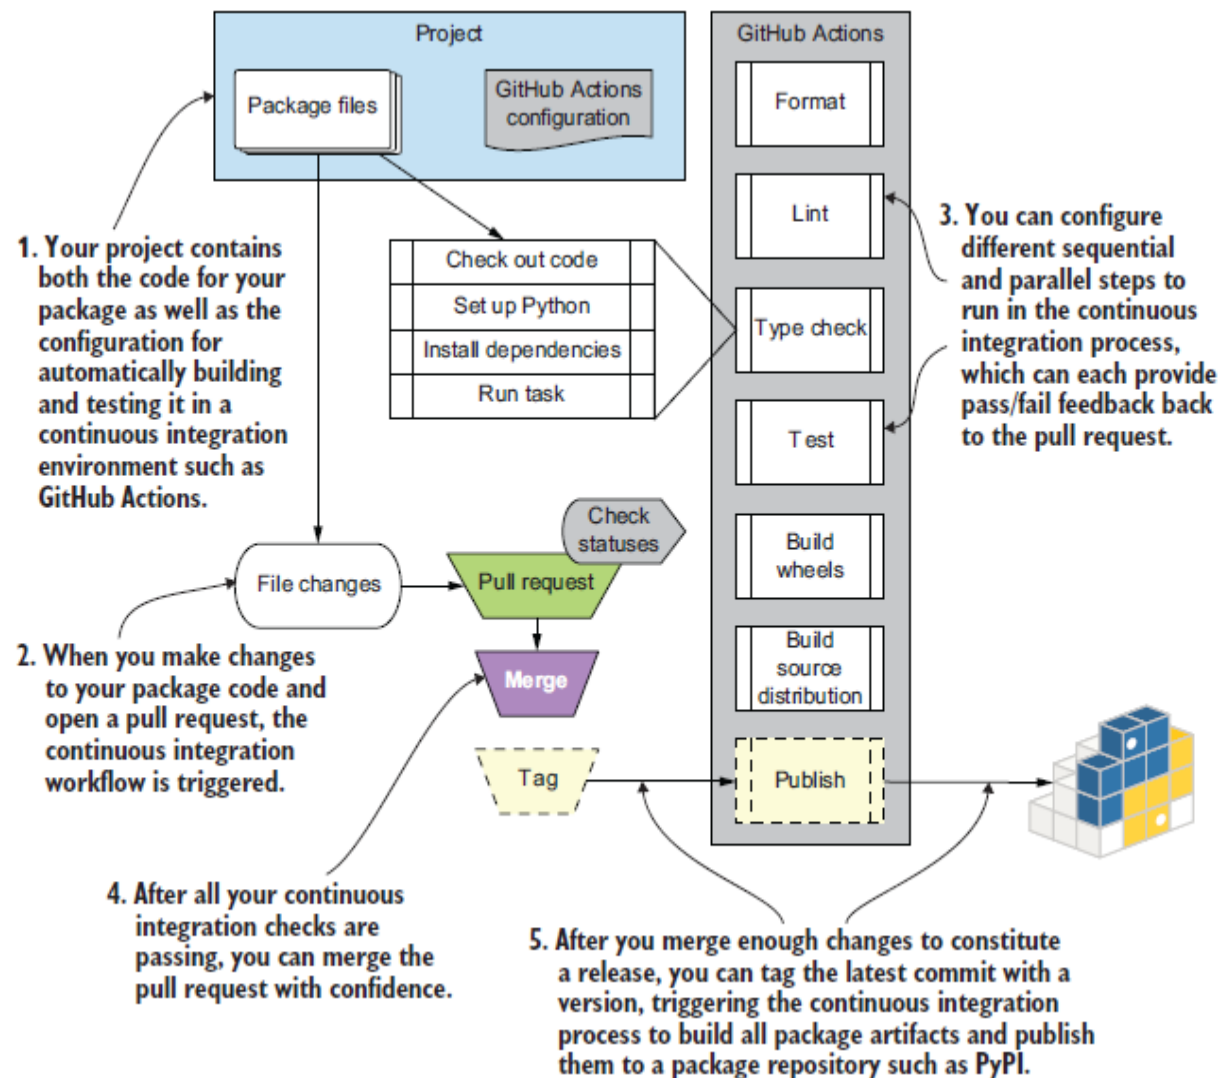 Project
GitHub Actions
Package files
GitHub Actions
configuration
Format
Lint
1. Your project contains
both the code for your
package as well as the
configuration for
automatically building
and testing it in a
continuous integration
environment such as
GitHub Actions.
Check out code
Set up Python
Install dependencies
Run task
Type check
3. You can configure
different sequential
and parallel steps to
run in the continuous
integration process,
which can each provide
pass/fail feedback back
to the pull request.
Test
Check
statuses
File changes
Pull request
Build
wheels
2. When you make changes
to your package code and
open a pull request, the
continuous integration
workflow is triggered.
Merge
Build
source
distribution
Tag
Publish
4. After all your continuous
integration checks are
passing, you can merge the
pull request with confidence.
5. After you merge enough changes to constitute
a release, you can tag the latest commit with a
version, triggering the continuous integration
process to build all package artifacts and publish
them to a package repository such as PyPI.